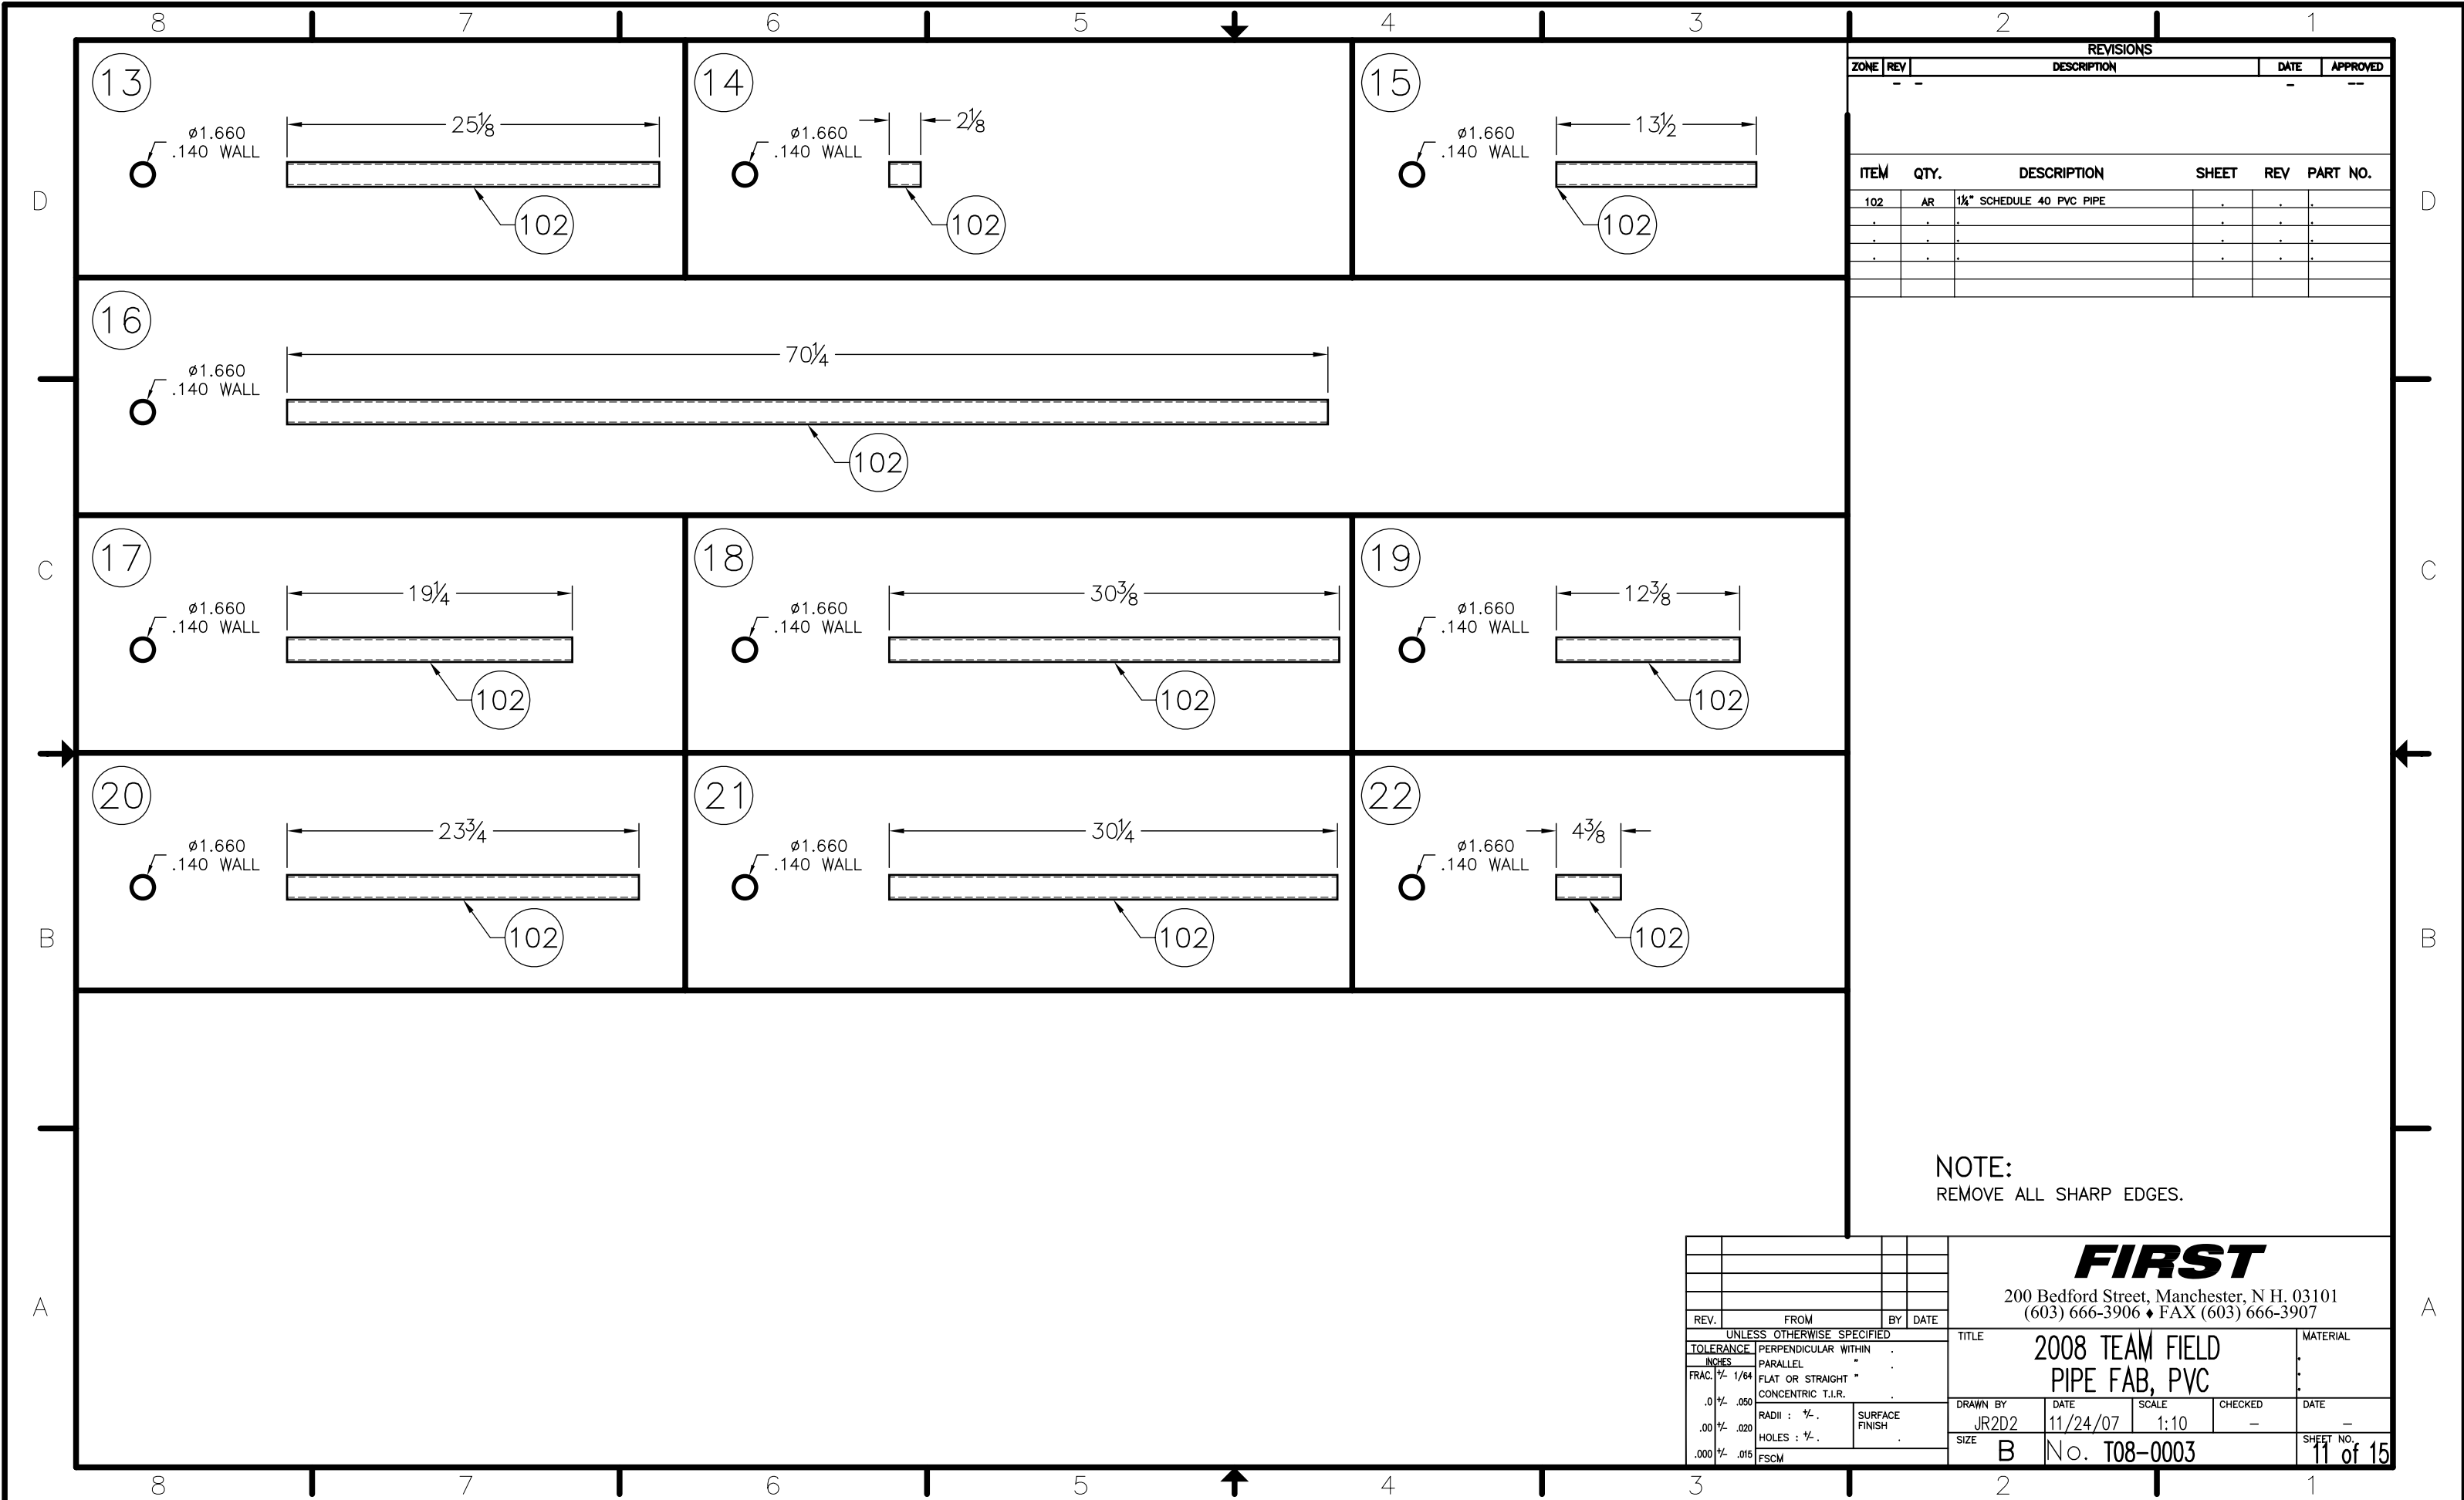 8 7 6 5 4 3 2 1
13
25⅛
Ø1.660
.140 WALL
102
14
2⅛
Ø1.660
.140 WALL
102
15
13½
Ø1.660
.140 WALL
102
REVISIONS
ZONE REV DESCRIPTION DATE APPROVED
- - - --
ITEM QTY. DESCRIPTION SHEET REV PART NO.
102 AR 1¼" SCHEDULE 40 PVC PIPE . . .
. . . . . .
. . . . . .
. . . . . .
D D
16
70¼
Ø1.660
.140 WALL
102
17
19¼
Ø1.660
.140 WALL
102
18
30⅜
Ø1.660
.140 WALL
102
19
12⅜
Ø1.660
.140 WALL
102
C C
20
23¾
Ø1.660
.140 WALL
102
21
30¼
Ø1.660
.140 WALL
102
22
4⅜
Ø1.660
.140 WALL
102
B B
NOTE:
REMOVE ALL SHARP EDGES.
A A
REV. FROM BY DATE
UNLESS OTHERWISE SPECIFIED
TOLERANCE
INCHES
FRAC. +/- 1/64
.0 +/- .050
.00 +/- .020
.000 +/- .015
PERPENDICULAR WITHIN .
PARALLEL " .
FLAT OR STRAIGHT "
CONCENTRIC T.I.R. .
RADII : +/- .
HOLES : +/- .
SURFACE
FINISH .
FSCM
FIRST
200 Bedford Street, Manchester, N H. 03101
(603) 666-3906 ♦ FAX (603) 666-3907
TITLE
2008 TEAM FIELD
PIPE FAB, PVC
MATERIAL
.
.
.
DRAWN BY DATE SCALE CHECKED DATE
JR2D2 11/24/07 1:10 - -
SIZE B No. T08-0003
SHEET NO.
11 of 15
8 7 6 5 4 3 2 1